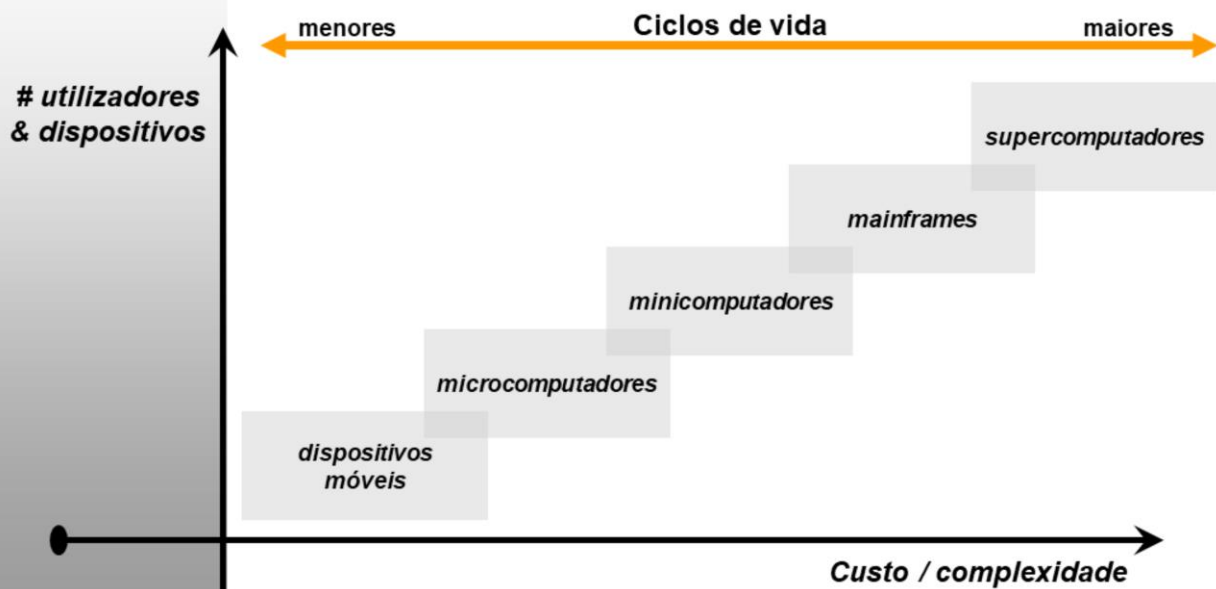 menores
Ciclos de vida
maiores
# utilizadores
& dispositivos
supercomputadores
mainframes
minicomputadores
microcomputadores
dispositivos
móveis
Custo / complexidade